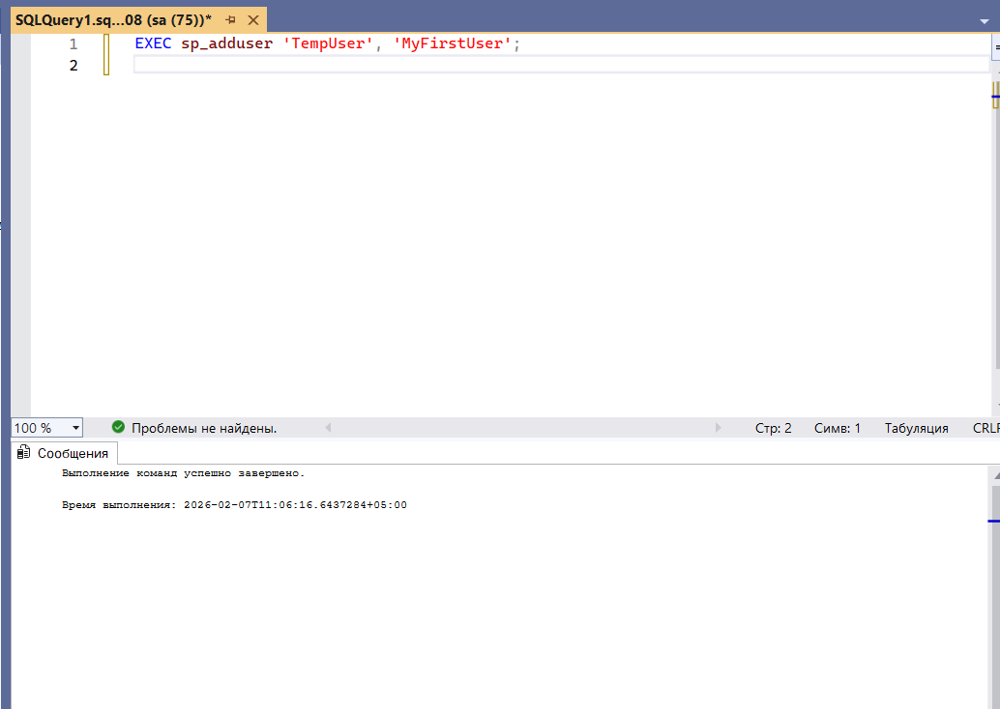 SQLQuery1.sq...08 (sa (75))*
1 EXEC sp_adduser 'TempUser', 'MyFirstUser';
2
100 % Проблемы не найдены. Стр: 2 Симв: 1 Табуляция CRLF
Сообщения
Выполнение команд успешно завершено.
Время выполнения: 2026-02-07T11:06:16.6437284+05:00